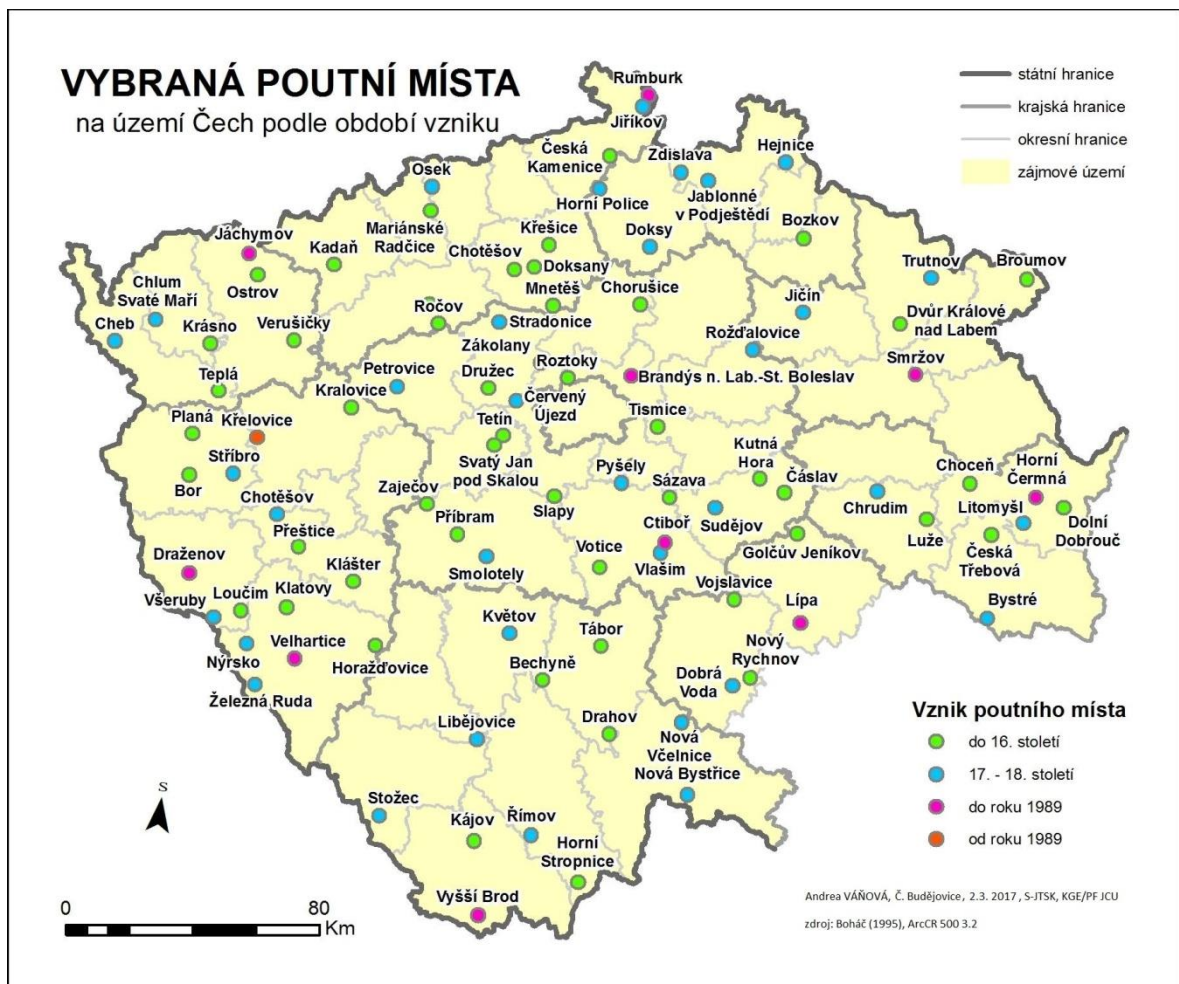 VYBRANÁ POUTNÍ MÍSTA
na území Čech podle období vzniku
státní hranice
krajská hranice
okresní hranice
zájmové území
Rumburk
Jiříkov
Česká
Kamenice
Zdislava
Hejnice
Osek
Horní Police
Jablonné
v Podještědí
Mariánské
Radčice
Křešice
Doksy
Bozkov
Jáchymov
Kadaň
Chotěšov
Doksany
Trutnov
Broumov
Chlum
Svaté Maří
Ostrov
Mnetěš
Chorušice
Jičín
Ročov
Dvůr Králové
nad Labem
Cheb
Krásno
Verušičky
Stradonice
Rožďalovice
Zákolany
Roztoky
Smržov
Teplá
Petrovice
Družec
Brandýs n. Lab.-St. Boleslav
Kralovice
Červený
Újezd
Planá
Křelovice
Tetín
Tismice
Stříbro
Svatý Jan
pod Skalou
Pyšely
Kutná
Hora
Bor
Chotěšov
Zaječov
Sázava
Čáslav
Choceň
Horní
Čermná
Přeštice
Příbram
Slapy
Sudějov
Chrudim
Litomyšl
Ctiboř
Luže
Dolní
Dobrouč
Draženov
Klášter
Votice
Golčův Jeníkov
Česká
Třebová
Smolotely
Vlašim
Všeruby
Loučim
Klatovy
Vojslavice
Lípa
Bystré
Květov
Tábor
Nýrsko
Velhartice
Horažďovice
Bechyně
Nový
Rychnov
Dobrá
Voda
Železná Ruda
Libějovice
Drahov
Nová
Včelnice
Nová Bystřice
Stožec
Kájov
Římov
Horní
Stropnice
Vyšší Brod
Vznik poutního místa
do 16. století
17. - 18. století
do roku 1989
od roku 1989
S
0
80
Km
Andrea VÁŇOVÁ, Č. Budějovice, 2.3. 2017, S-JTSK, KGE/PF JCU
zdroj: Boháč (1995), ArcCR 500 3.2